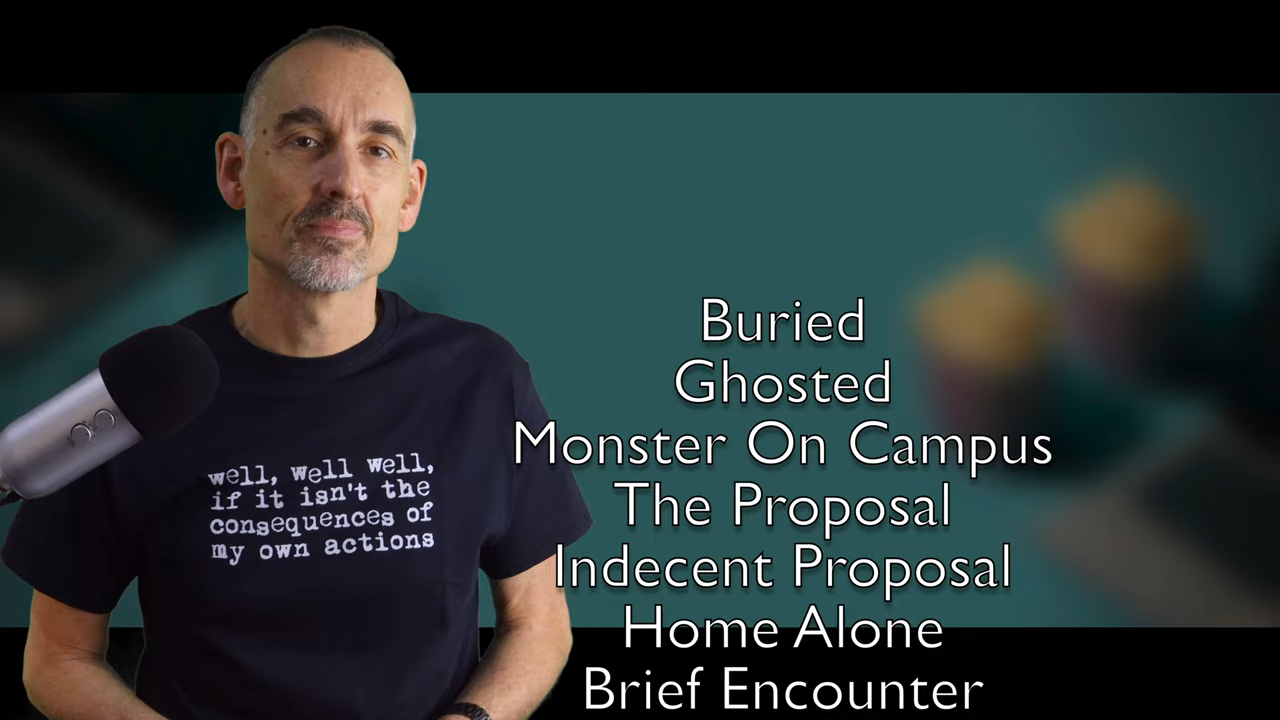 well, well well,
if it isn't the
consequences of
my own actions
Buried
Ghosted
Monster On Campus
The Proposal
Indecent Proposal
Home Alone
Brief Encounter